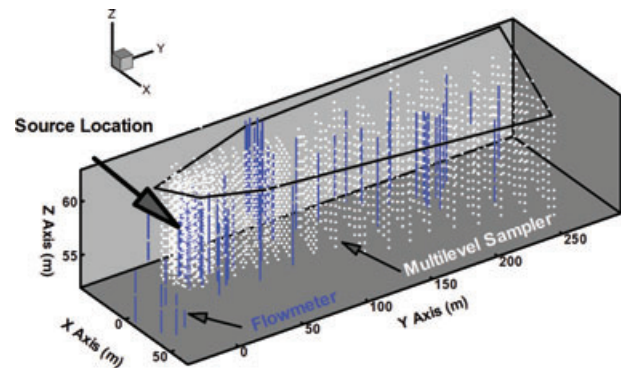 Z
Y
X
Source Location
Z Axis (m)
60
55
X Axis (m)
0
50
Flowmeter
Multilevel Sampler
Y Axis (m)
0
50
100
150
200
250